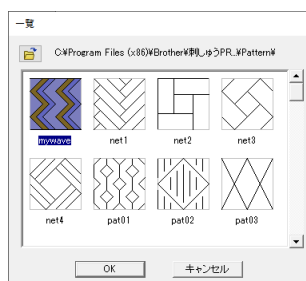 一覧
C:¥Program Files (x86)¥Brother¥刺しゅうPR..¥Pattern¥
mywave net1 net2 net3
net4 pat01 pat02 pat03
OK キャンセル